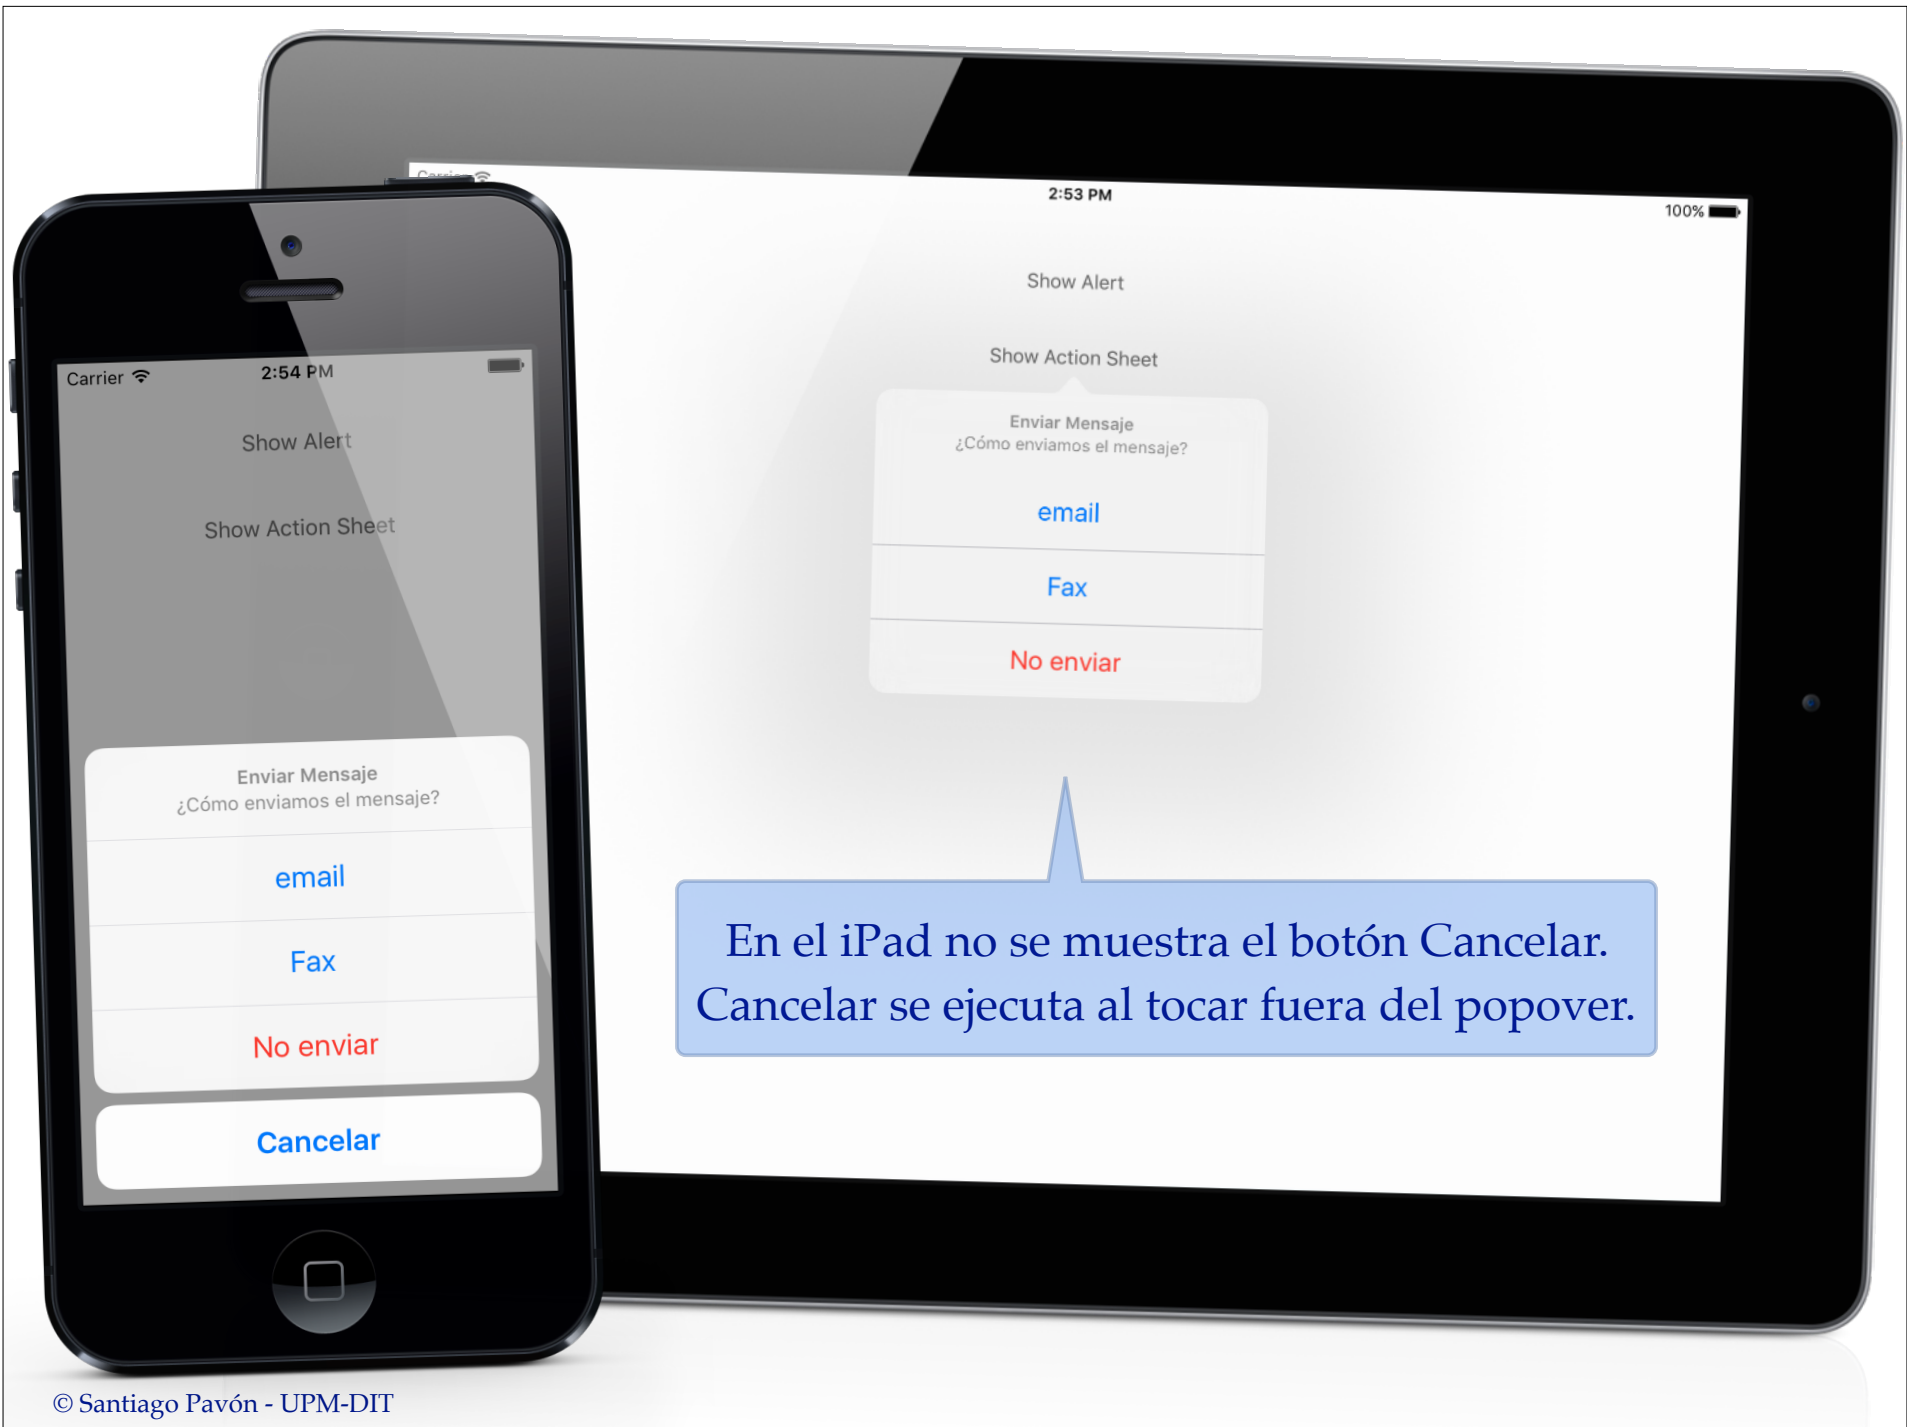 Carrier
2:53 PM
100%
Show Alert
Show Action Sheet
Enviar Mensaje
¿Cómo enviamos el mensaje?
email
Fax
No enviar
Carrier
2:54 PM
Show Alert
Show Action Sheet
Enviar Mensaje
¿Cómo enviamos el mensaje?
email
Fax
No enviar
Cancelar
En el iPad no se muestra el botón Cancelar.
Cancelar se ejecuta al tocar fuera del popover.
© Santiago Pavón - UPM-DIT